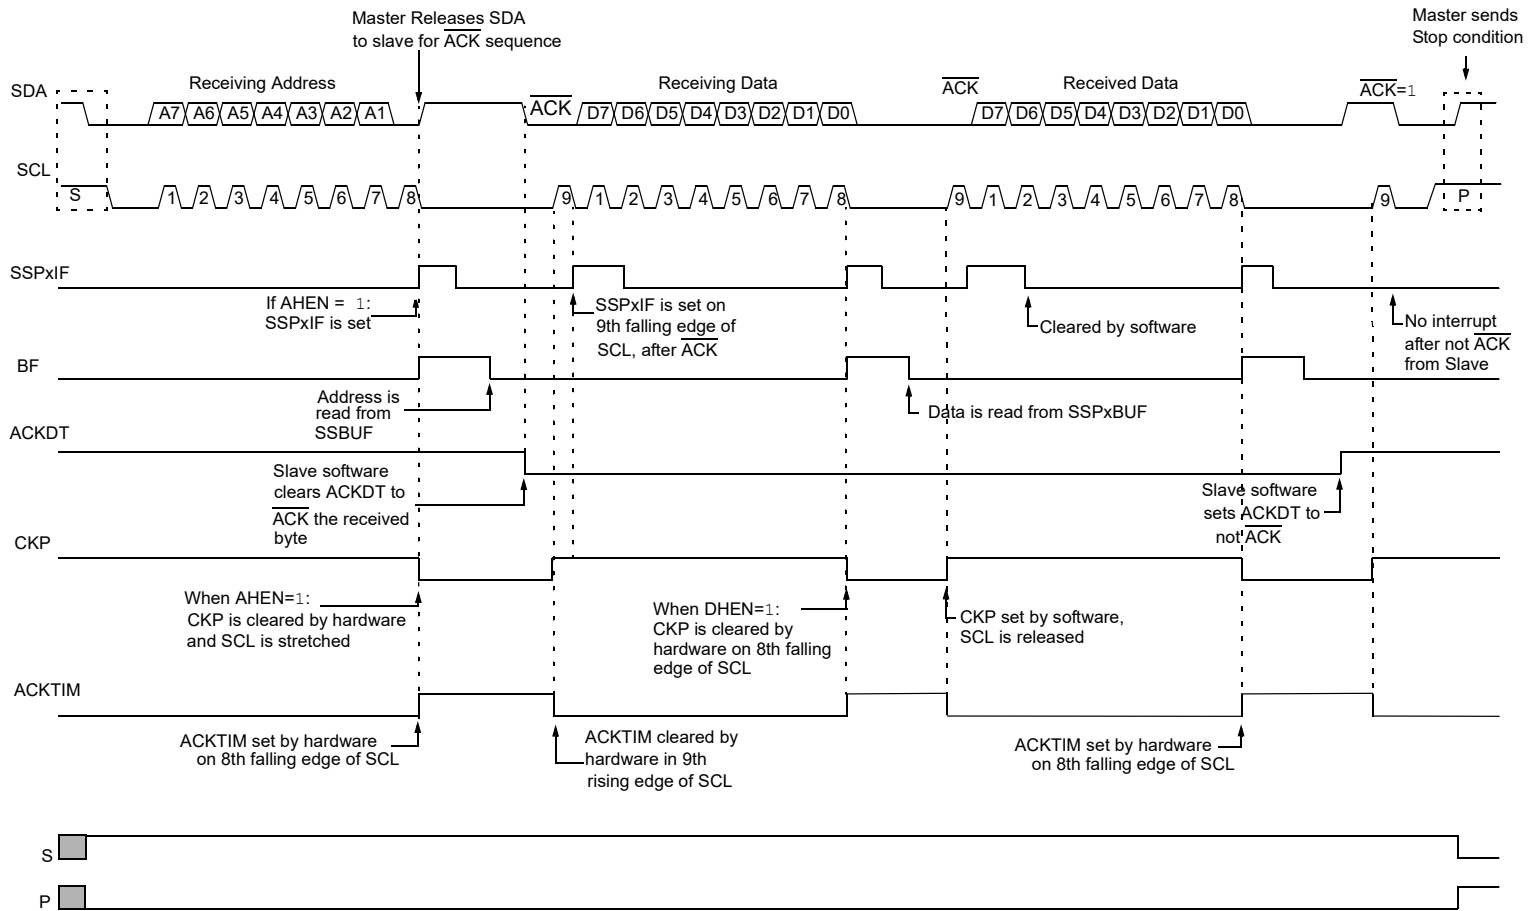 Master Releases SDA
to slave for ACK sequence
Master sends
Stop condition
SDA
Receiving Address
A7 A6 A5 A4 A3 A2 A1
ACK
Receiving Data
D7 D6 D5 D4 D3 D2 D1 D0
ACK
Received Data
D7 D6 D5 D4 D3 D2 D1 D0
ACK=1
SCL
S
1 2 3 4 5 6 7 8 9 1 2 3 4 5 6 7 8 9 1 2 3 4 5 6 7 8 9
P
SSPxIF
If AHEN = 1:
SSPxIF is set
SSPxIF is set on
9th falling edge of
SCL, after ACK
Cleared by software
No interrupt
after not ACK
from Slave
BF
Address is
read from
SSBUF
Data is read from SSPxBUF
ACKDT
Slave software
clears ACKDT to
ACK the received
byte
Slave software
sets ACKDT to
not ACK
CKP
When AHEN=1:
CKP is cleared by hardware
and SCL is stretched
When DHEN=1:
CKP is cleared by
hardware on 8th falling
edge of SCL
CKP set by software,
SCL is released
ACKTIM
ACKTIM set by hardware
on 8th falling edge of SCL
ACKTIM cleared by
hardware in 9th
rising edge of SCL
ACKTIM set by hardware
on 8th falling edge of SCL
S
P